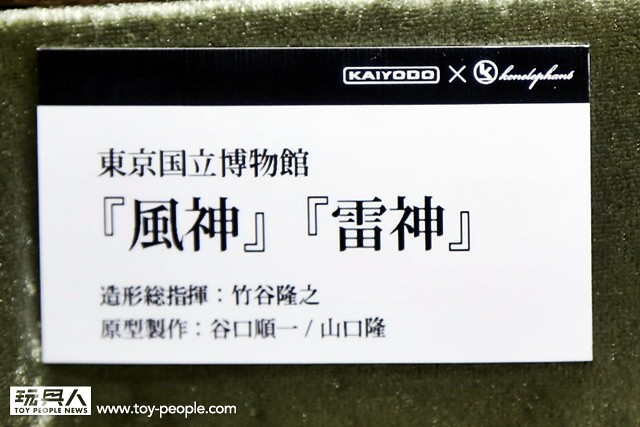 KAIYODO × kenelephant
東京国立博物館
『風神』『雷神』
造形総指揮：竹谷隆之
原型製作：谷口順一 / 山口隆
玩具人
TOY PEOPLE NEWS
www.toy-people.com